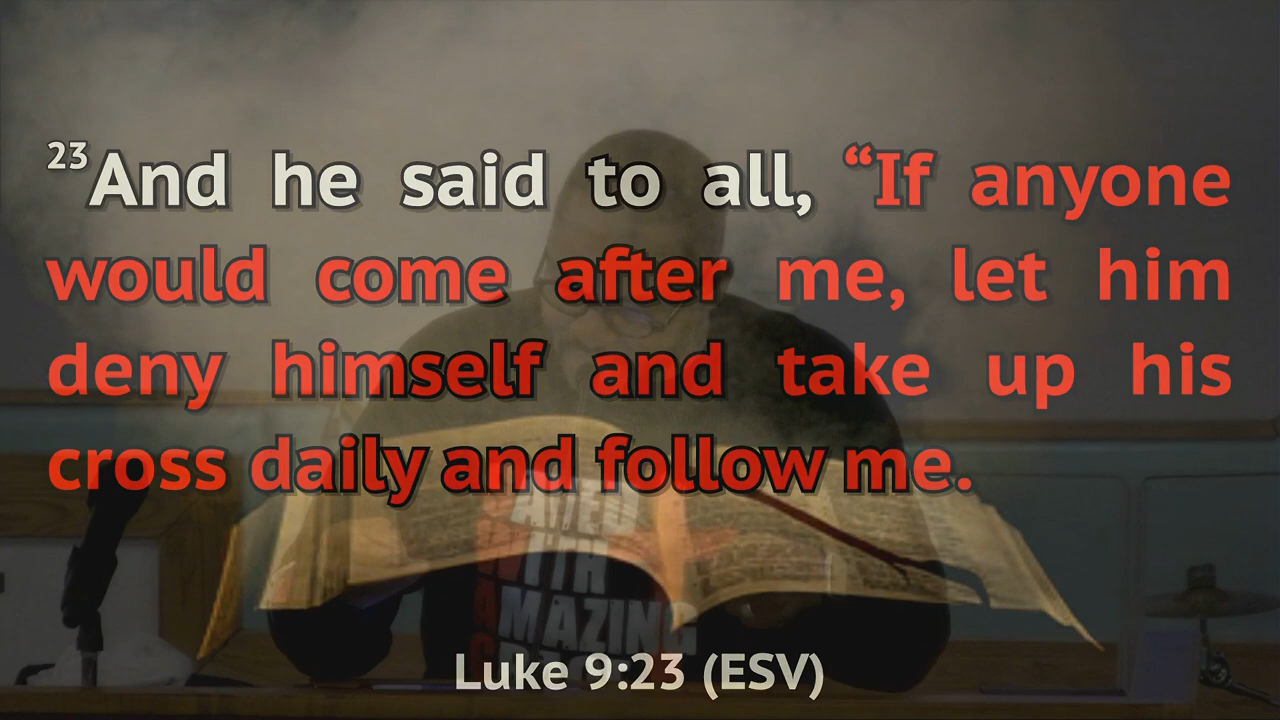 23And he said to all, “If anyone
would come after me, let him
deny himself and take up his
cross daily and follow me.
WITH
Luke 9:23 (ESV)